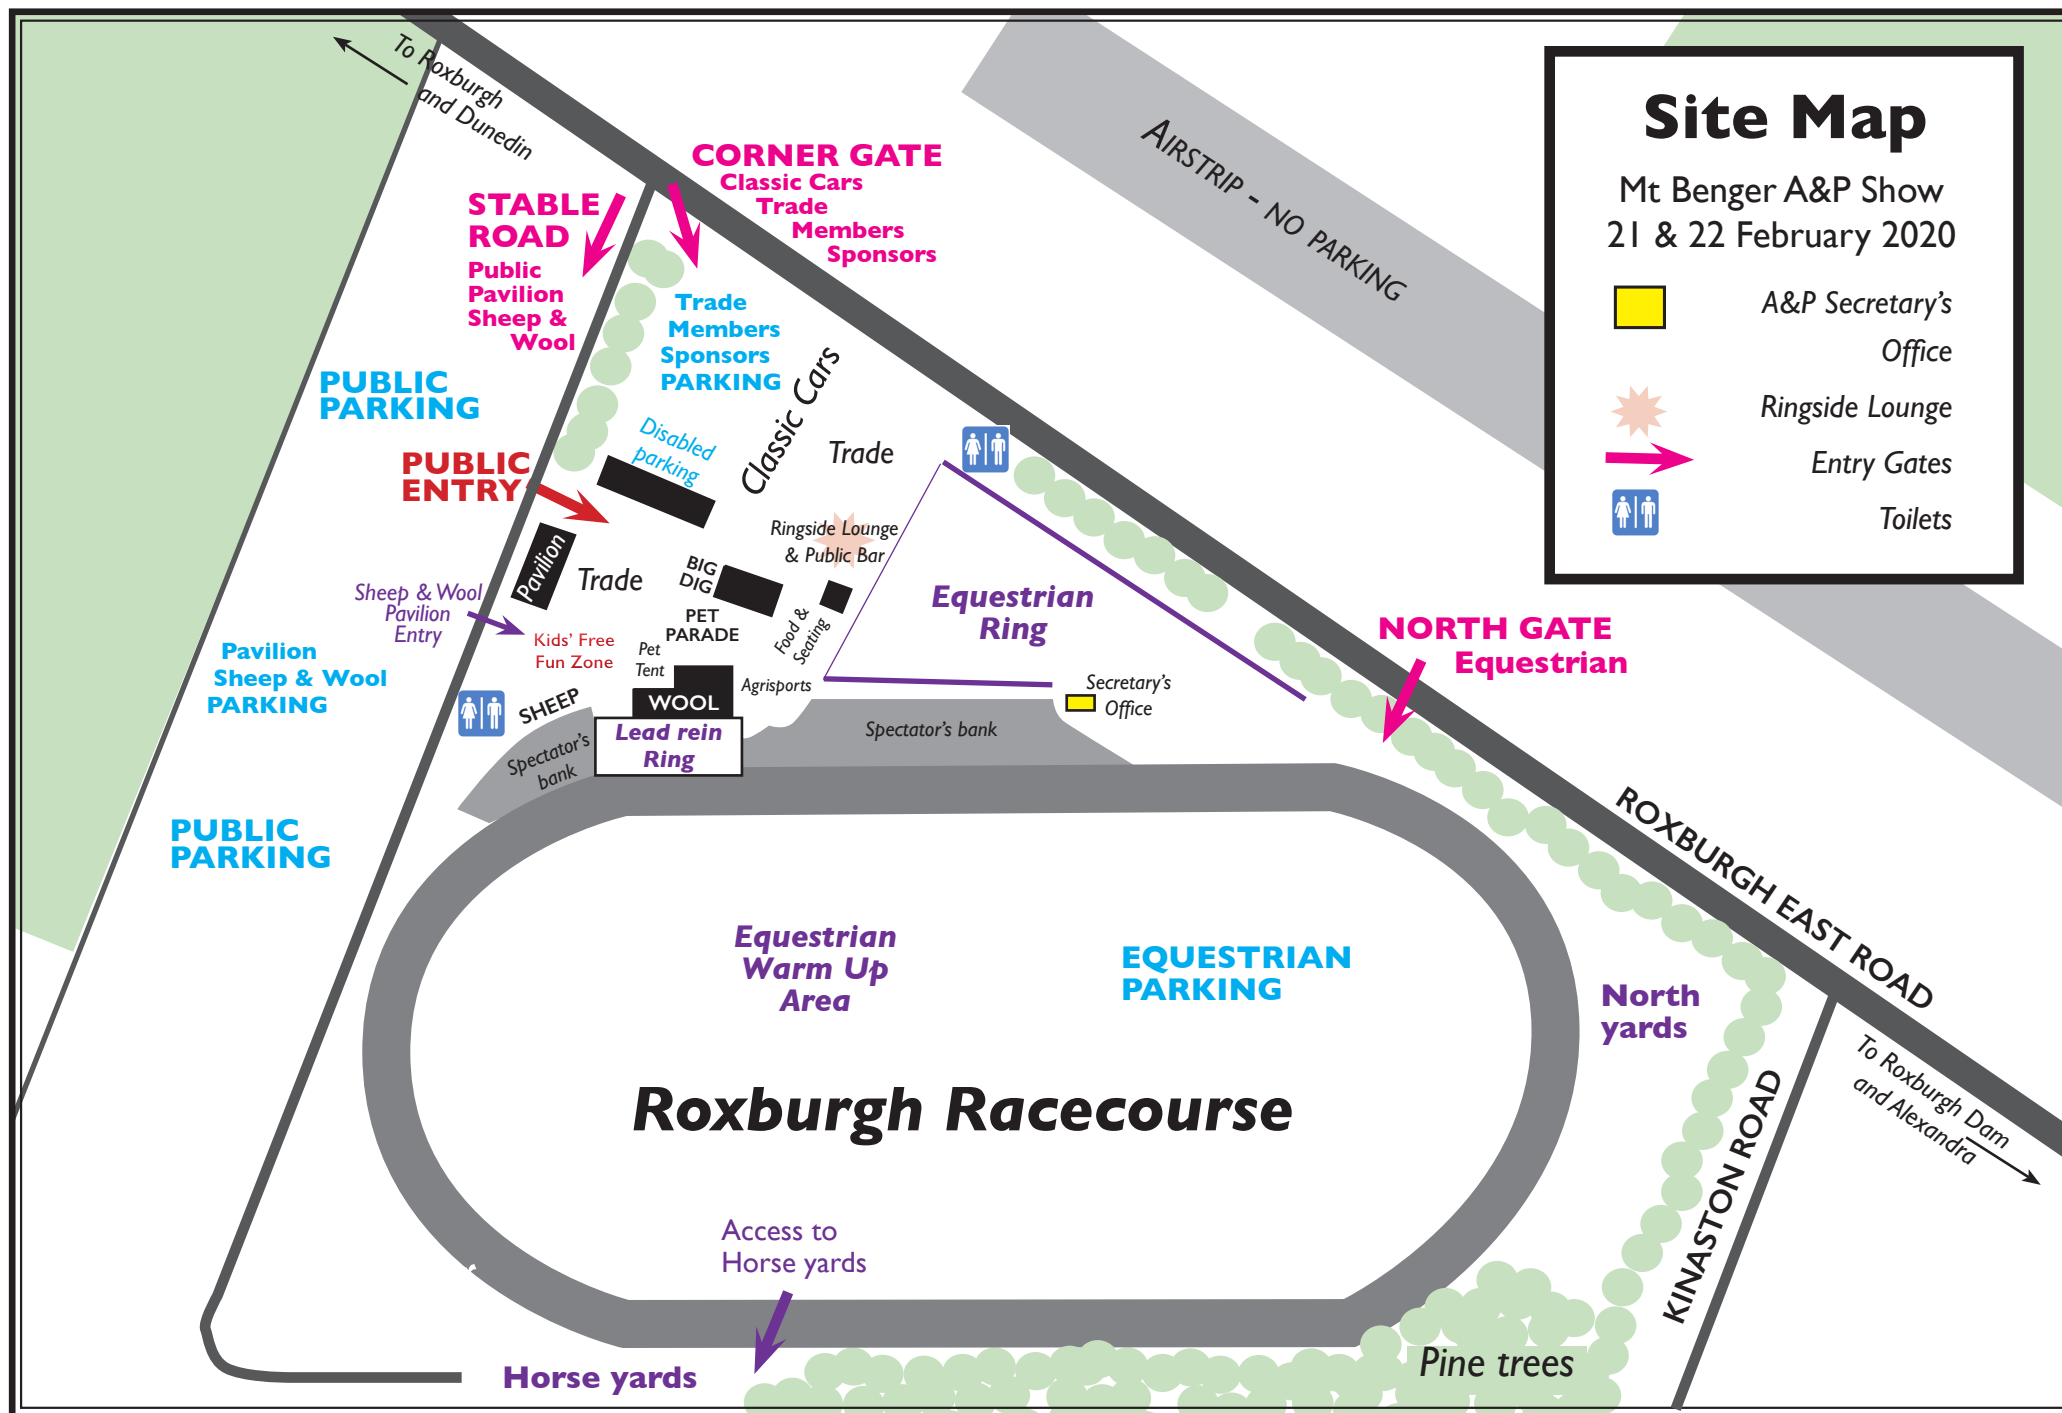 To Roxburgh
and Dunedin
CORNER GATE
Classic Cars
Trade
Members
Sponsors
STABLE
ROAD
Public
Pavilion
Sheep &
Wool
AIRSTRIP - NO PARKING
Site Map
Mt Benger A&P Show
21 & 22 February 2020
A&P Secretary's
Office
Ringside Lounge
Entry Gates
Toilets
Trade
Members
Sponsors
PARKING
PUBLIC
PARKING
Classic Cars
Disabled
parking
Trade
PUBLIC
ENTRY
Ringside Lounge
& Public Bar
Pavilion
Trade
BIG
DIG
PET
PARADE
Food &
Seating
Equestrian
Ring
Sheep & Wool
Pavilion
Entry
Kids' Free
Fun Zone
Pet
Tent
Agrisports
NORTH GATE
Equestrian
Pavilion
Sheep & Wool
PARKING
SHEEP
WOOL
Lead rein
Ring
Spectator's
bank
Spectator's bank
Secretary's
Office
PUBLIC
PARKING
ROXBURGH EAST ROAD
Equestrian
Warm Up
Area
EQUESTRIAN
PARKING
North
yards
To Roxburgh Dam
and Alexandra
Roxburgh Racecourse
KINASTON ROAD
Access to
Horse yards
Horse yards
Pine trees